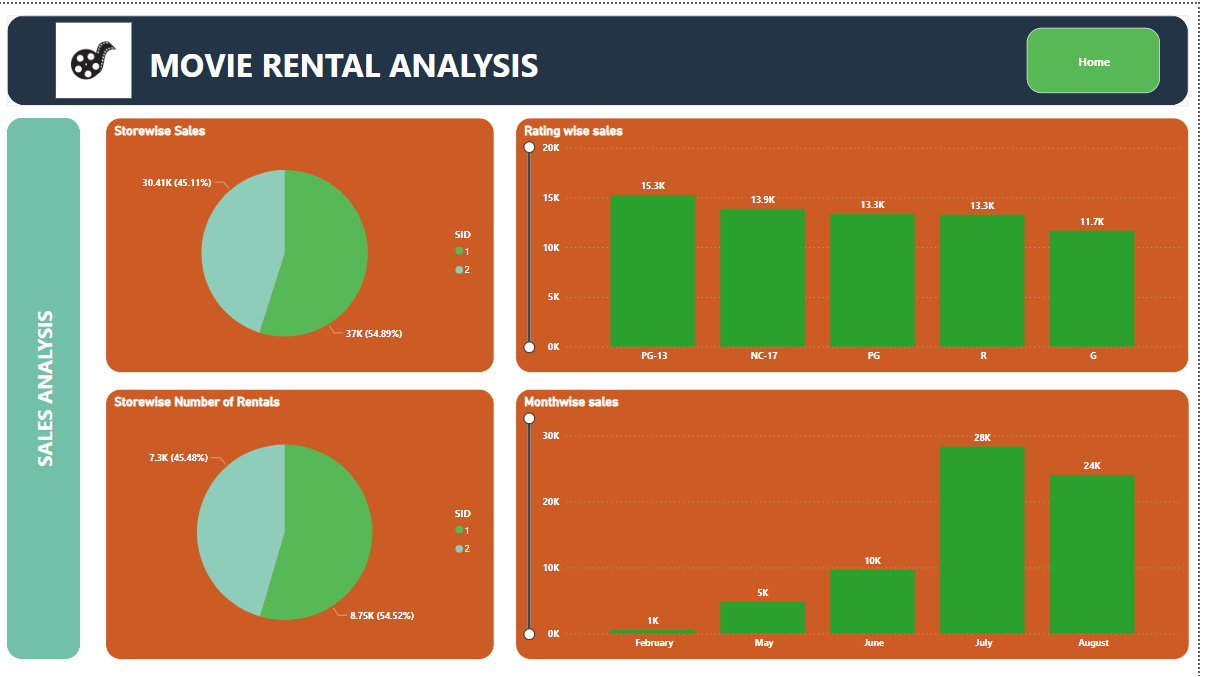 MOVIE RENTAL ANALYSIS
Home
SALES ANALYSIS
Storewise Sales
30.41K (45.11%)
37K (54.89%)
SID
1
2
Rating wise sales
20K
15K
10K
5K
0K
15.3K
13.9K
13.3K
13.3K
11.7K
PG-13
NC-17
PG
R
G
Storewise Number of Rentals
7.3K (45.48%)
8.75K (54.52%)
SID
1
2
Monthwise sales
30K
20K
10K
0K
1K
5K
10K
28K
24K
February
May
June
July
August